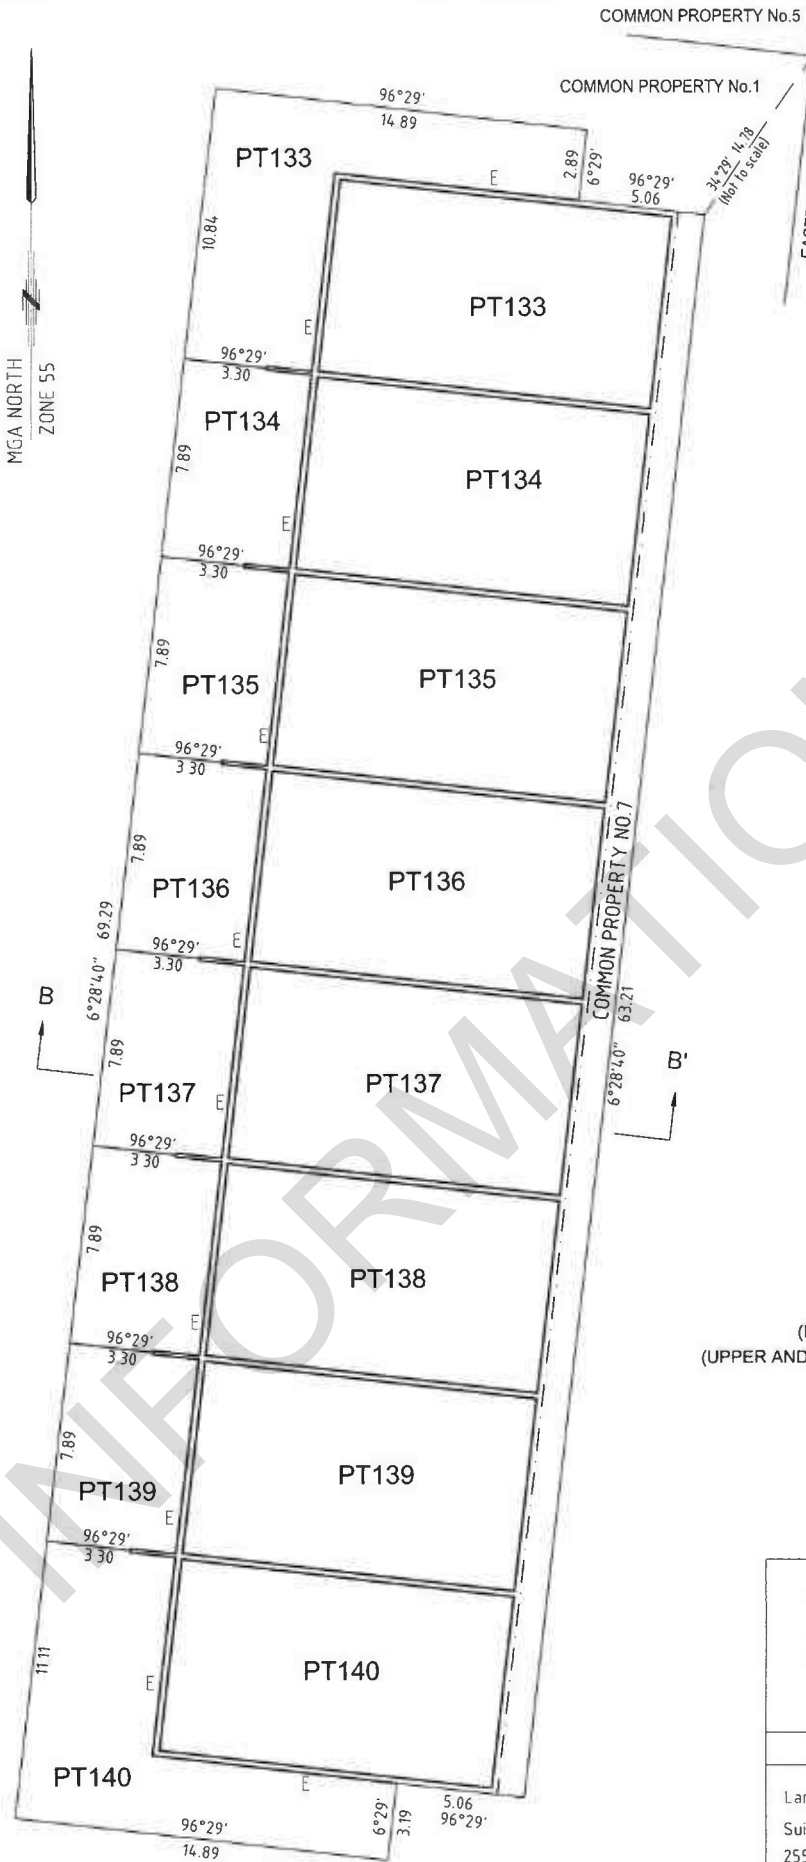 COMMON PROPERTY No.5
COMMON PROPERTY No.1
34°29' 14.78
(Not to scale)
MGA NORTH
ZONE 55
96°29'
14.89
2.89
6°29'
96°29'
5.06
PT133
10.84
E
PT133
E
96°29'
3.30
PT134
7.89
PT134
E
96°29'
3.30
7.89
PT135
PT135
E
96°29'
3.30
7.89
PT136
PT136
E
COMMON PROPERTY NO.7
6°28'40" 69.29
6°28'40" 63.21
96°29'
3.30
B
B'
7.89
PT137
PT137
E
96°29'
3.30
7.89
PT138
PT138
E
96°29'
3.30
(UPPER AND
7.89
PT139
PT139
E
96°29'
3.30
11.11
PT140
E
PT140
E
6°29'
3.19
5.06
96°29'
96°29'
14.89
INFORMATIO
Lar
Sui
255